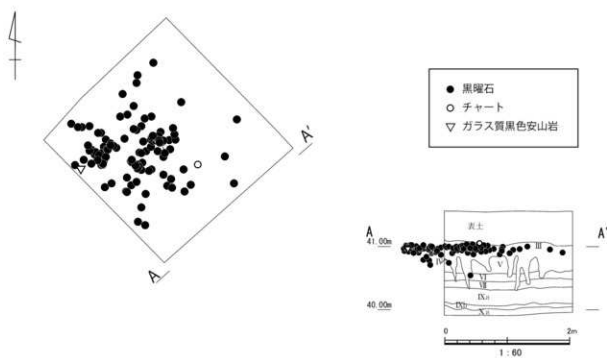 ● 黒曜石
○ チャート
▽ ガラス質黒色安山岩
A'
A
A
A'
41.00m
40.00m
表土
Ⅲ
Ⅳ
Ⅴ
Ⅵ
Ⅶ
Ⅸa
Ⅸb
Ⅹa
0 2m
1:60